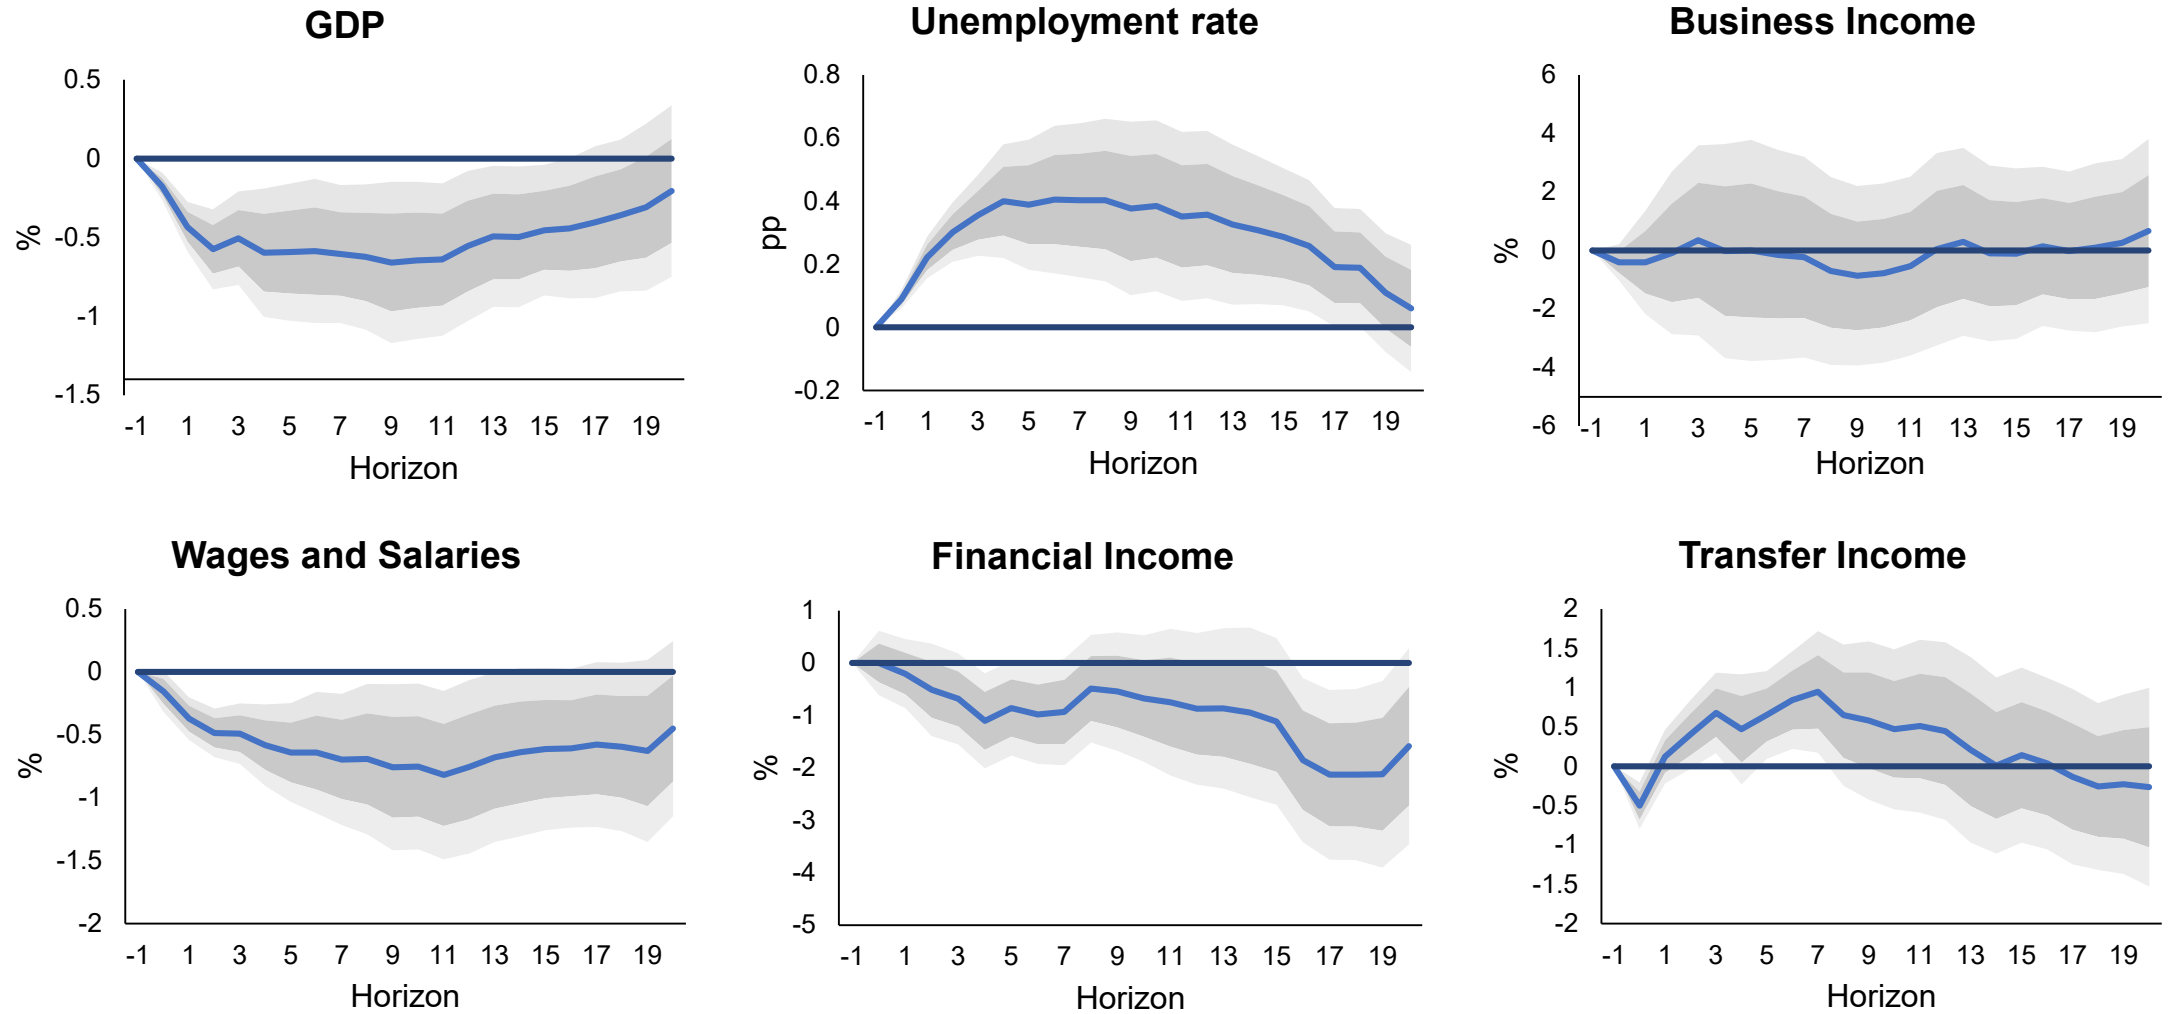 GDP
0.5
0
-0.5
-1
-1.5
%
-1 1 3 5 7 9 11 13 15 17 19
Horizon
Unemployment rate
0.8
0.6
0.4
0.2
0
-0.2
pp
-1 1 3 5 7 9 11 13 15 17 19
Horizon
Business Income
6
4
2
0
-2
-4
-6
%
-1 1 3 5 7 9 11 13 15 17 19
Horizon
Wages and Salaries
0.5
0
-0.5
-1
-1.5
-2
%
-1 1 3 5 7 9 11 13 15 17 19
Horizon
Financial Income
1
0
-1
-2
-3
-4
-5
%
-1 1 3 5 7 9 11 13 15 17 19
Horizon
Transfer Income
2
1.5
1
0.5
0
-0.5
-1
-1.5
-2
%
-1 1 3 5 7 9 11 13 15 17 19
Horizon